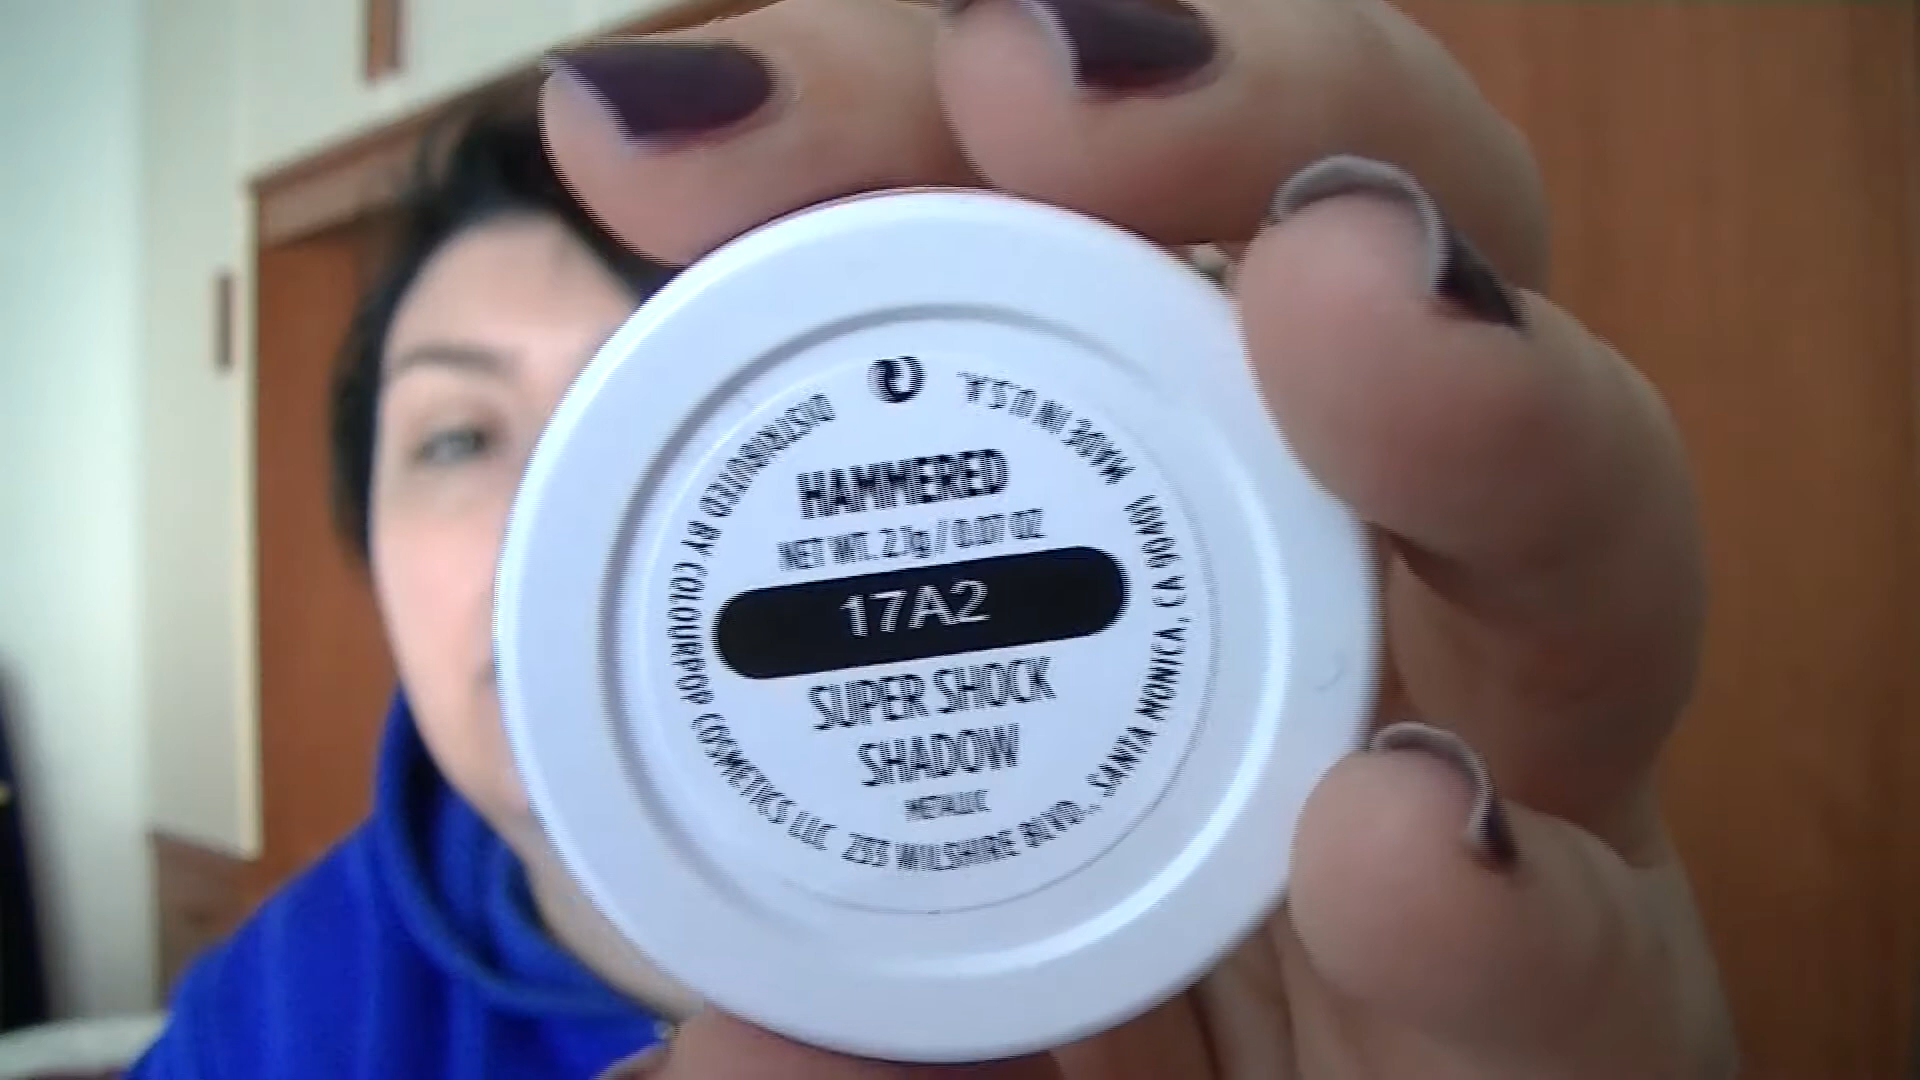 HAMMERED
NET WT. 2.1g / 0.07 OZ
17A2
SUPER SHOCK
SHADOW
METALLIC
DISTRIBUTED BY COLOURPOP COSMETICS LLC 233 WILSHIRE BLVD., SANTA MONICA, CA 90401 MADE IN U.S.A.